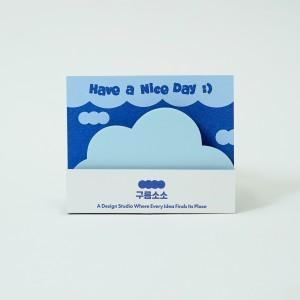 Have a Nice Day :)
구름소소
A Design Studio Where Every Idea Finds Its Place